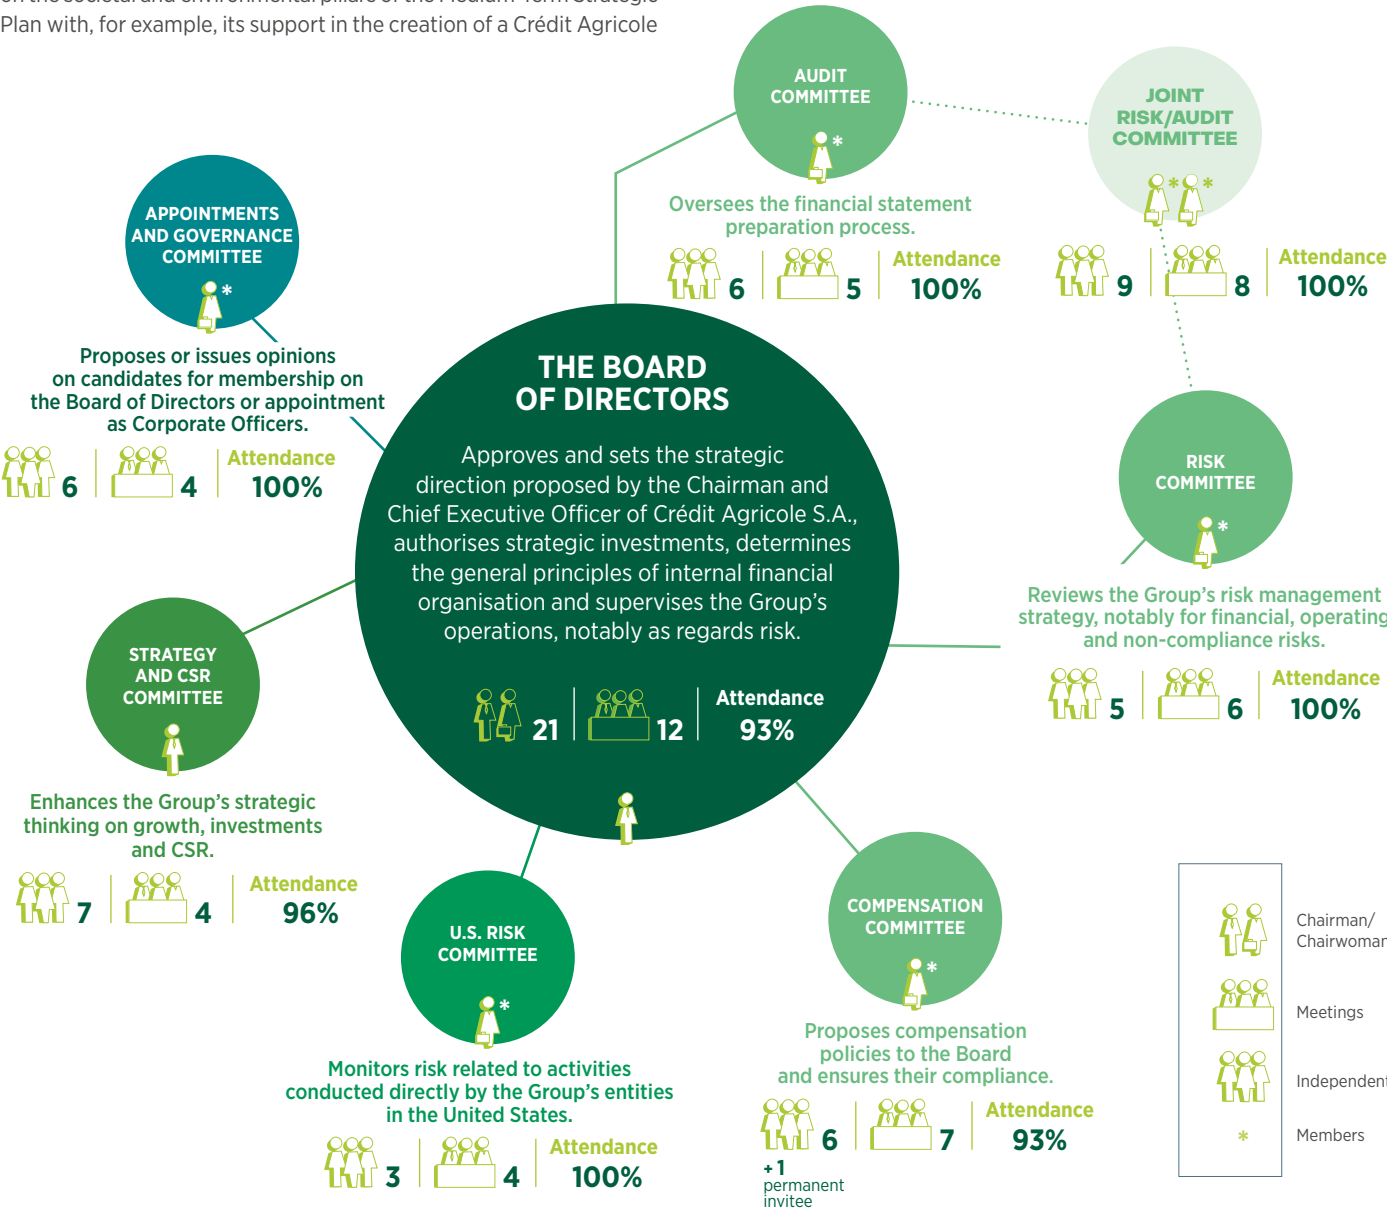 Plan with, for example, its support in the creation of a Crédit Agricole
AUDIT
COMMITTEE
*
Oversees the financial statement
preparation process.
6
5
Attendance
100%
JOINT
RISK/AUDIT
COMMITTEE
* *
9
8
Attendance
100%
APPOINTMENTS
AND GOVERNANCE
COMMITTEE
*
Proposes or issues opinions
on candidates for membership on
the Board of Directors or appointment
as Corporate Officers.
6
4
Attendance
100%
THE BOARD
OF DIRECTORS
Approves and sets the strategic
direction proposed by the Chairman and
Chief Executive Officer of Crédit Agricole S.A.,
authorises strategic investments, determines
the general principles of internal financial
organisation and supervises the Group’s
operations, notably as regards risk.
21
12
Attendance
93%
RISK
COMMITTEE
*
Reviews the Group’s risk management
strategy, notably for financial, operating
and non-compliance risks.
5
6
Attendance
100%
STRATEGY
AND CSR
COMMITTEE
Enhances the Group’s strategic
thinking on growth, investments
and CSR.
7
4
Attendance
96%
U.S. RISK
COMMITTEE
*
Monitors risk related to activities
conducted directly by the Group’s entities
in the United States.
3
4
Attendance
100%
COMPENSATION
COMMITTEE
*
Proposes compensation
policies to the Board
and ensures their compliance.
6
+ 1
permanent
invitee
7
Attendance
93%
Chairman/
Chairwoman
Meetings
Independent
* Members